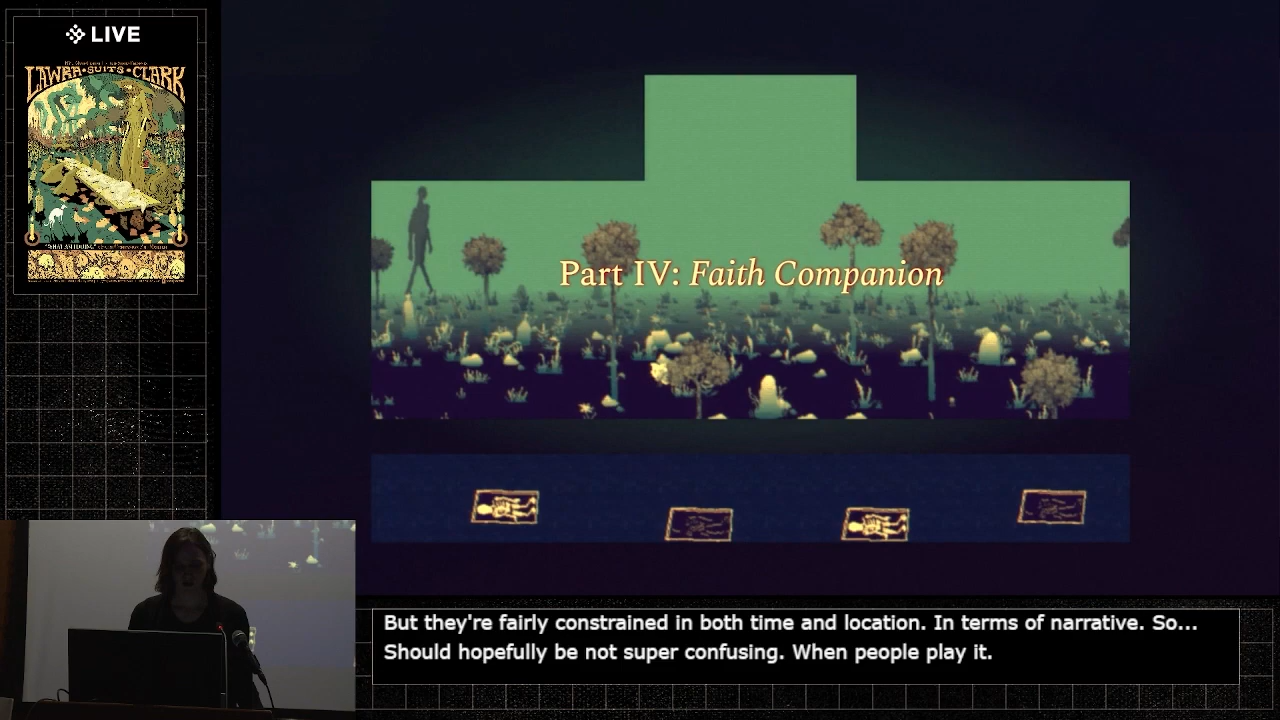 LIVE
LAWRA • SUITS • CLARK
Part IV: Faith Companion
But they're fairly constrained in both time and location. In terms of narrative. So...
Should hopefully be not super confusing. When people play it.